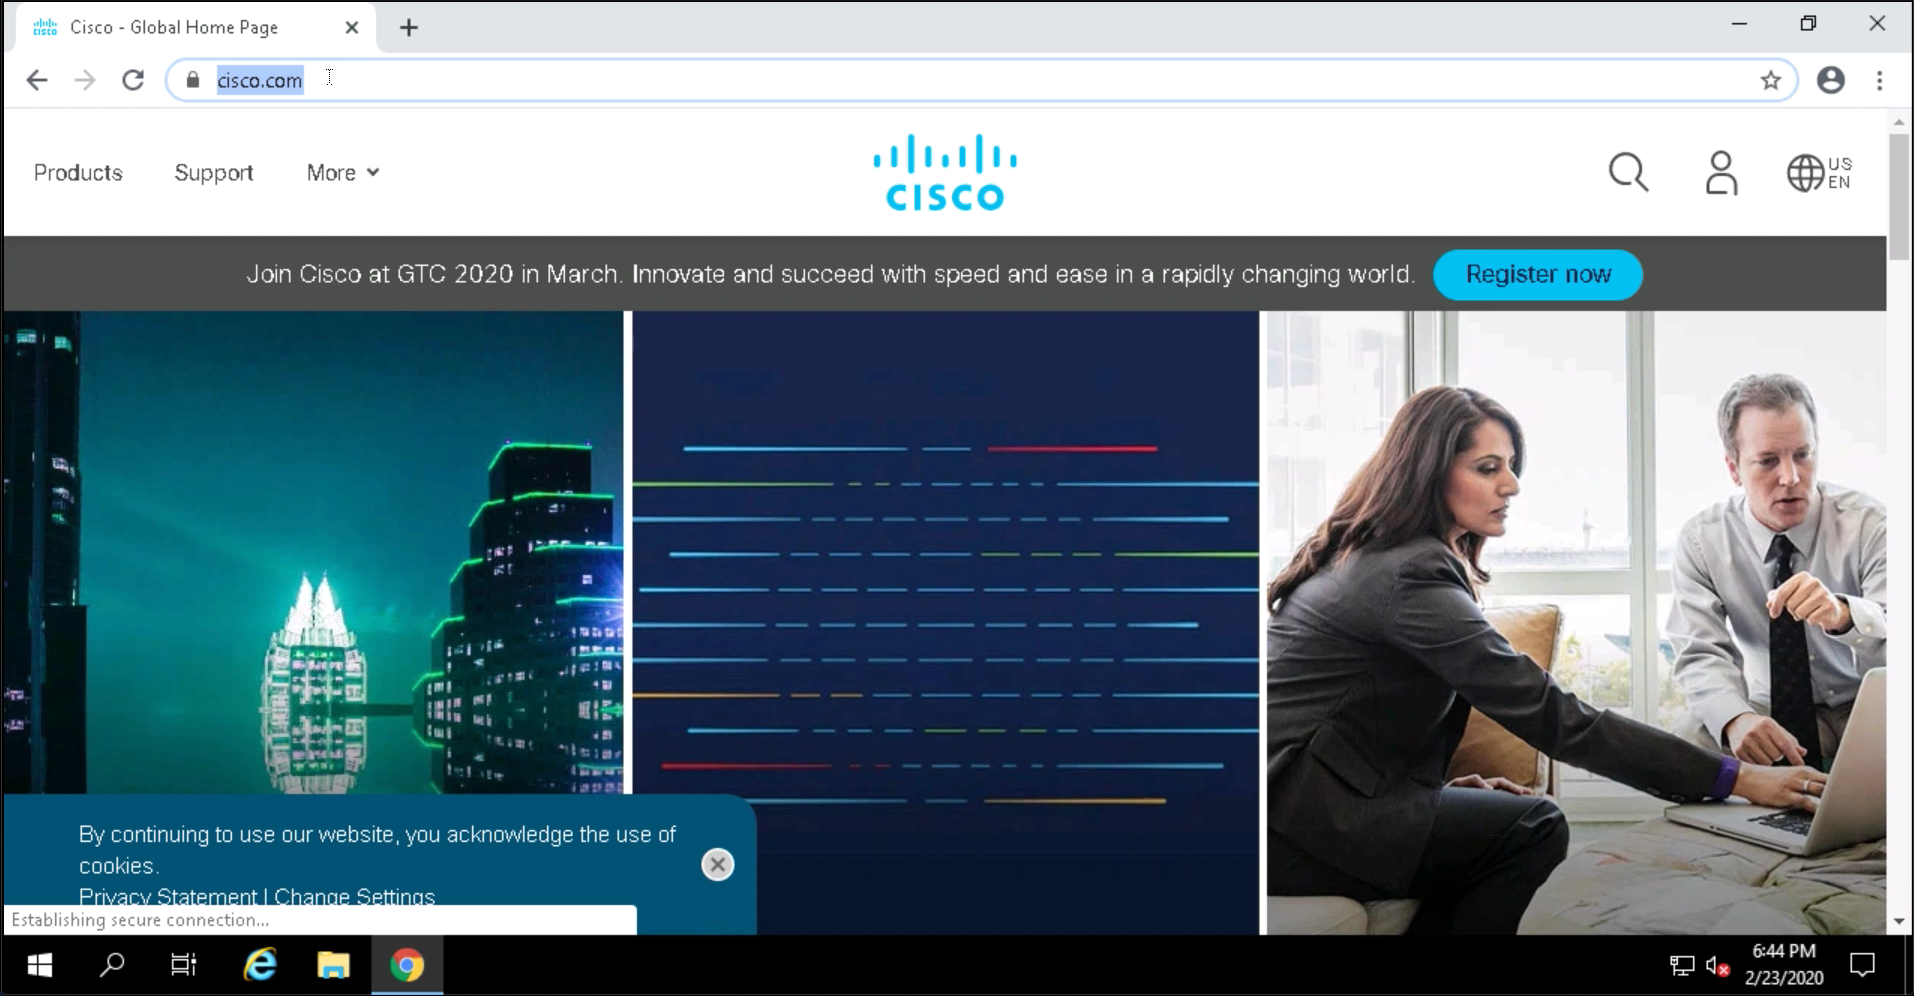 cisco
Cisco - Global Home Page
cisco.com
Products
Support
More
CISCO
US
EN
Join Cisco at GTC 2020 in March. Innovate and succeed with speed and ease in a rapidly changing world.
Register now
By continuing to use our website, you acknowledge the use of
cookies.
Privacy Statement | Change Settings
Establishing secure connection...
6:44 PM
2/23/2020